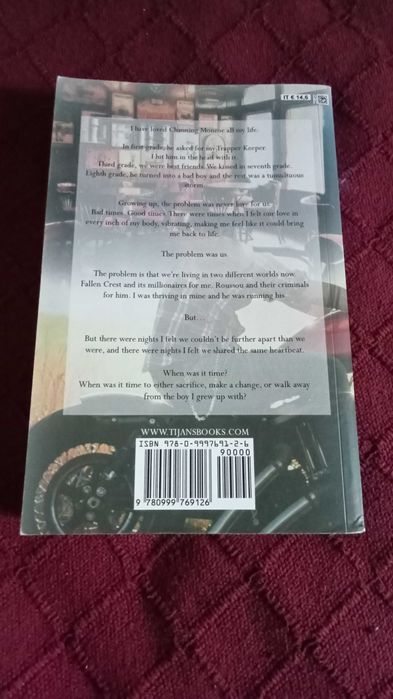 IT € 14,6
I have loved Channing Monroe all my life.
In first grade, he asked for my Trapper Keeper.
I hit him in the head with it.
Third grade, we were best friends. We kissed in seventh grade.
Eighth grade, he turned into a bad boy and the rest was a tumultuous
storm.
Growing up, the problem was never love for us.
Bad times. Good times. There were times when I felt our love in
every inch of my body, vibrating, making me feel like it could bring
me back to life.
The problem was us.
The problem is that we're living in two different worlds now.
Fallen Crest and its millionaires for me. Roussou and their criminals
for him. I was thriving in mine and he was running his.
But…
But there were nights I felt we couldn't be further apart than we
were, and there were nights I felt we shared the same heartbeat.
When was it time?
When was it time to either sacrifice, make a change, or walk away
from the boy I grew up with?
WWW.TIJANSBOOKS.COM
ISBN 978-0-9997691-2-6
90000
9 780999 769126